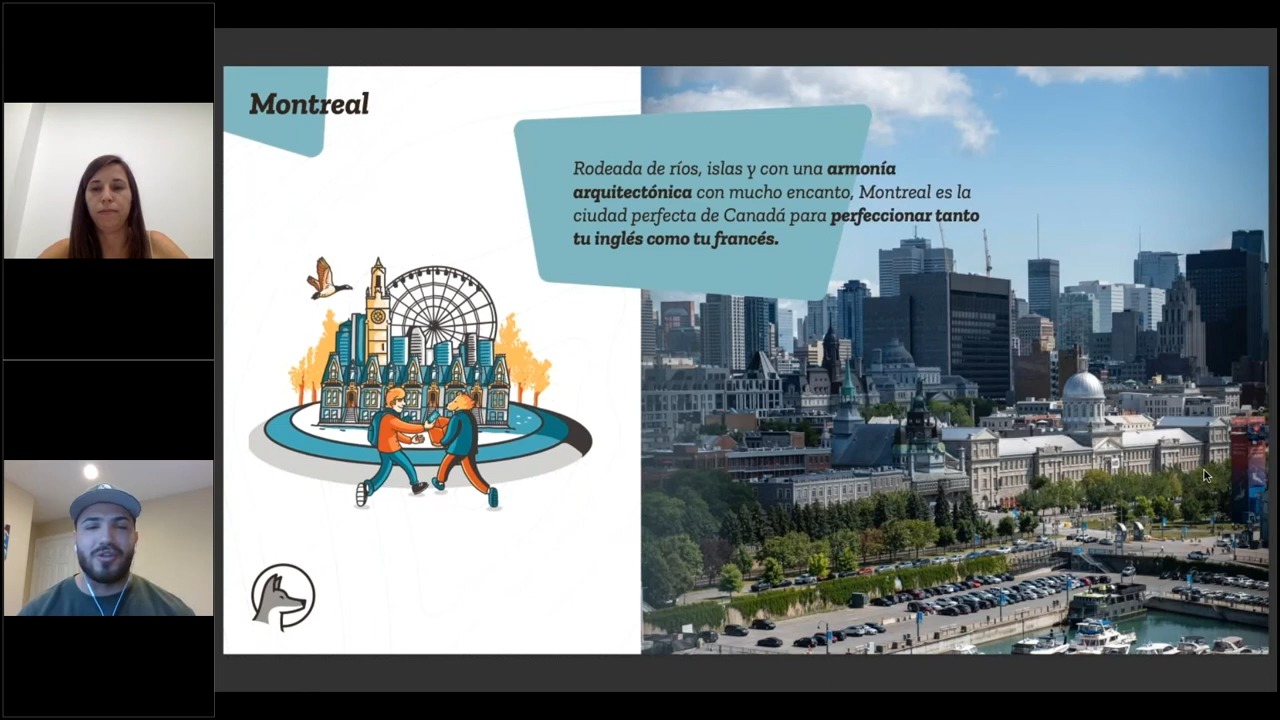 Montreal
Rodeada de ríos, islas y con una armonía
arquitectónica con mucho encanto, Montreal es la
ciudad perfecta de Canadá para perfeccionar tanto
tu inglés como tu francés.